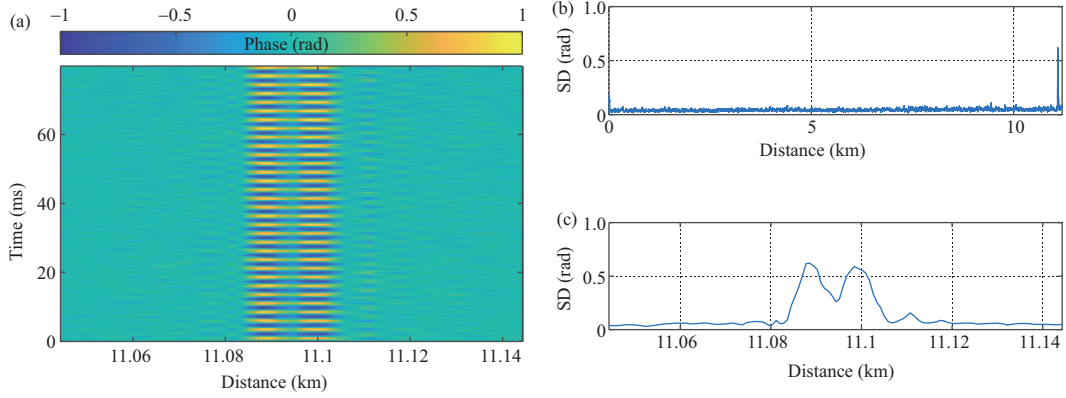 (a)
−1 −0.5 0 0.5 1
Phase (rad)
Time (ms)
60
40
20
0
11.06 11.08 11.1 11.12 11.14
Distance (km)
(b)
SD (rad)
1.0
0.5
0
0 5 10
Distance (km)
(c)
SD (rad)
1.0
0.5
0
11.06 11.08 11.1 11.12 11.14
Distance (km)